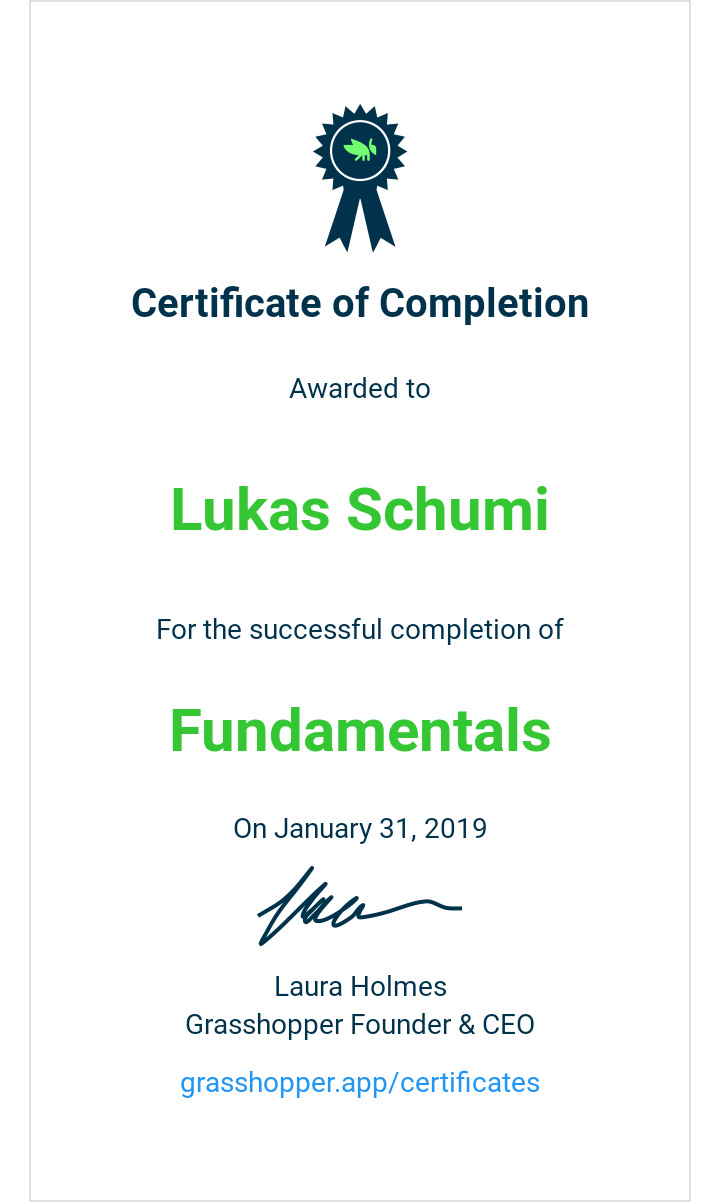 Certificate of Completion
Awarded to
Lukas Schumi
For the successful completion of
Fundamentals
On January 31, 2019
Laura Holmes
Grasshopper Founder & CEO
grasshopper.app/certificates